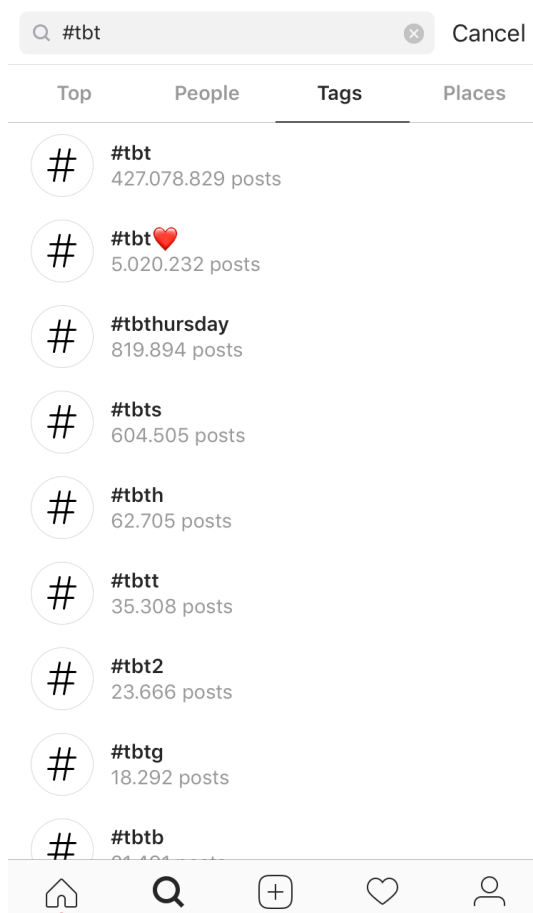 #tbt
Cancel
Top People Tags Places
#tbt
427.078.829 posts
#tbt❤️
5.020.232 posts
#tbthursday
819.894 posts
#tbts
604.505 posts
#tbth
62.705 posts
#tbtt
35.308 posts
#tbt2
23.666 posts
#tbtg
18.292 posts
#tbtb